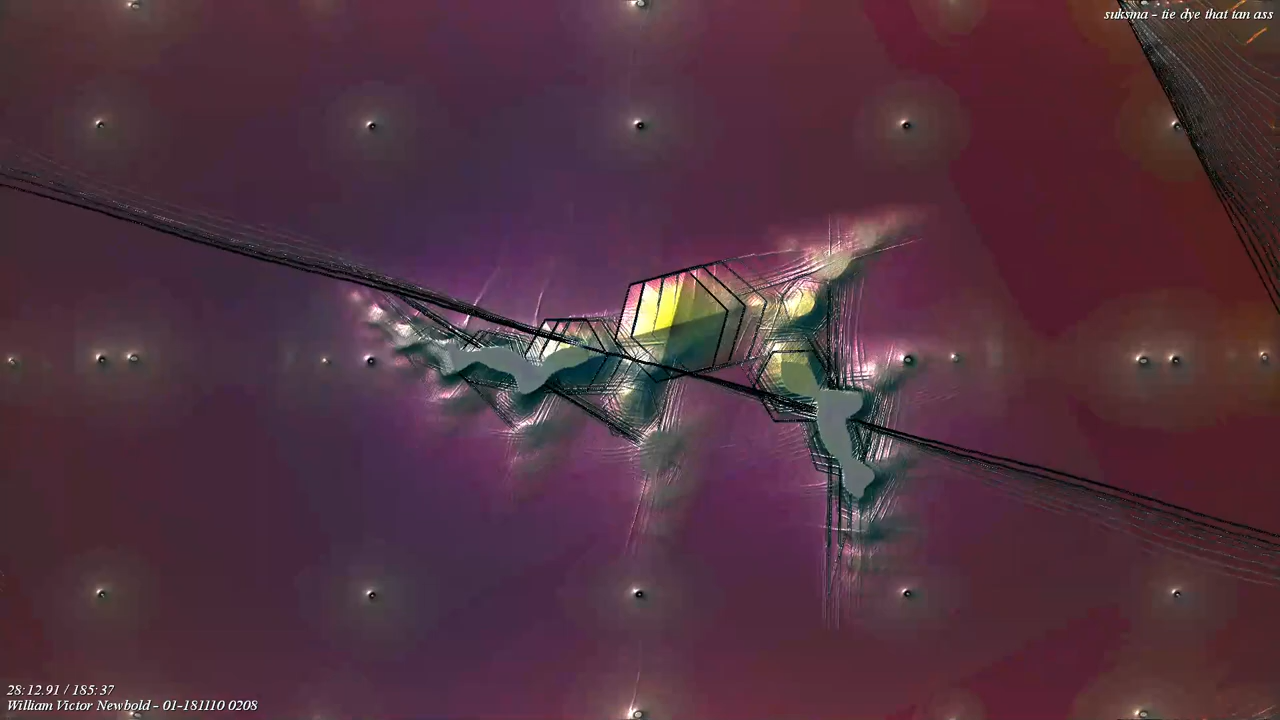 suksma - tie dye that tan ass
28:12.91 / 185:37
William Victor Newbold - 01-181110 0208